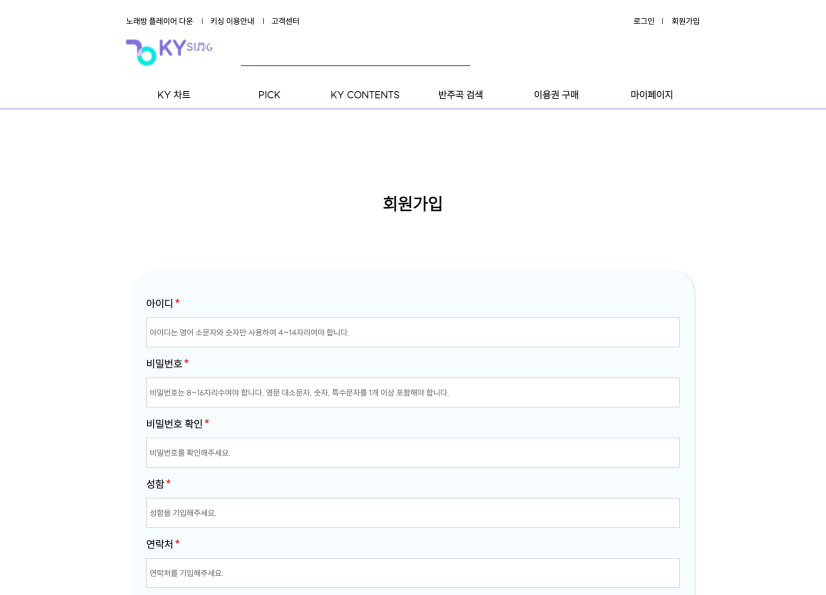 노래방 플레이어 다운 | 키싱 이용안내 | 고객센터
로그인 | 회원가입
KYSING
KY 차트 PICK KY CONTENTS 반주곡 검색 이용권 구매 마이페이지
회원가입
아이디 *
아이디는 영어 소문자와 숫자만 사용하여 4~14자리여야 합니다.
비밀번호 *
비밀번호는 8~16자리수여야 합니다. 영문 대소문자, 숫자, 특수문자를 1개 이상 포함해야 합니다.
비밀번호 확인 *
비밀번호를 확인해주세요.
성함 *
성함을 기입해주세요.
연락처 *
연락처를 기입해주세요.